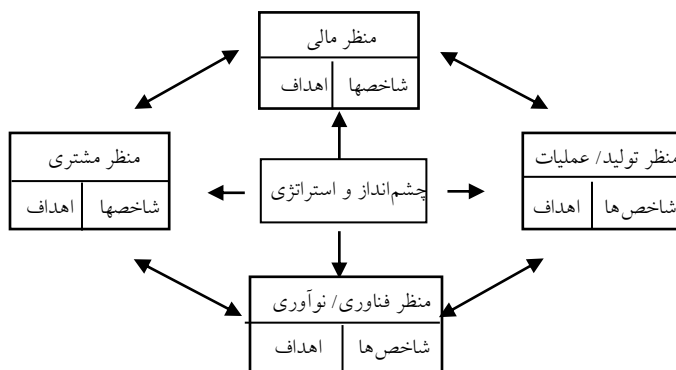 منظر مالی
شاخصها اهداف
منظر تولید/ عملیات
شاخص‌ها اهداف
چشم‌انداز و استراتژی
منظر مشتری
شاخصها اهداف
منظر فناوری/ نوآوری
شاخص‌ها اهداف